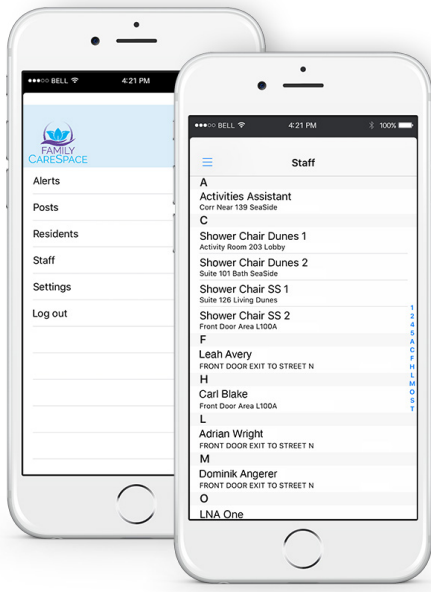 ●●●○○ BELL 4:21 PM
FAMILY
CARESPACE
Alerts
Posts
Residents
Staff
Settings
Log out
●●●○○ BELL 4:21 PM 100%
Staff
A
Activities Assistant
Corr Near 139 SeaSide
C
Shower Chair Dunes 1
Activity Room 203 Lobby
Shower Chair Dunes 2
Suite 101 Bath SeaSide
Shower Chair SS 1
Suite 126 Living Dunes
Shower Chair SS 2
Front Door Area L100A
F
Leah Avery
FRONT DOOR EXIT TO STREET N
H
Carl Blake
Front Door Area L100A
L
Adrian Wright
FRONT DOOR EXIT TO STREET N
M
Dominik Angerer
FRONT DOOR EXIT TO STREET N
O
LNA One
1
2
4
5
A
C
F
H
L
M
O
S
T